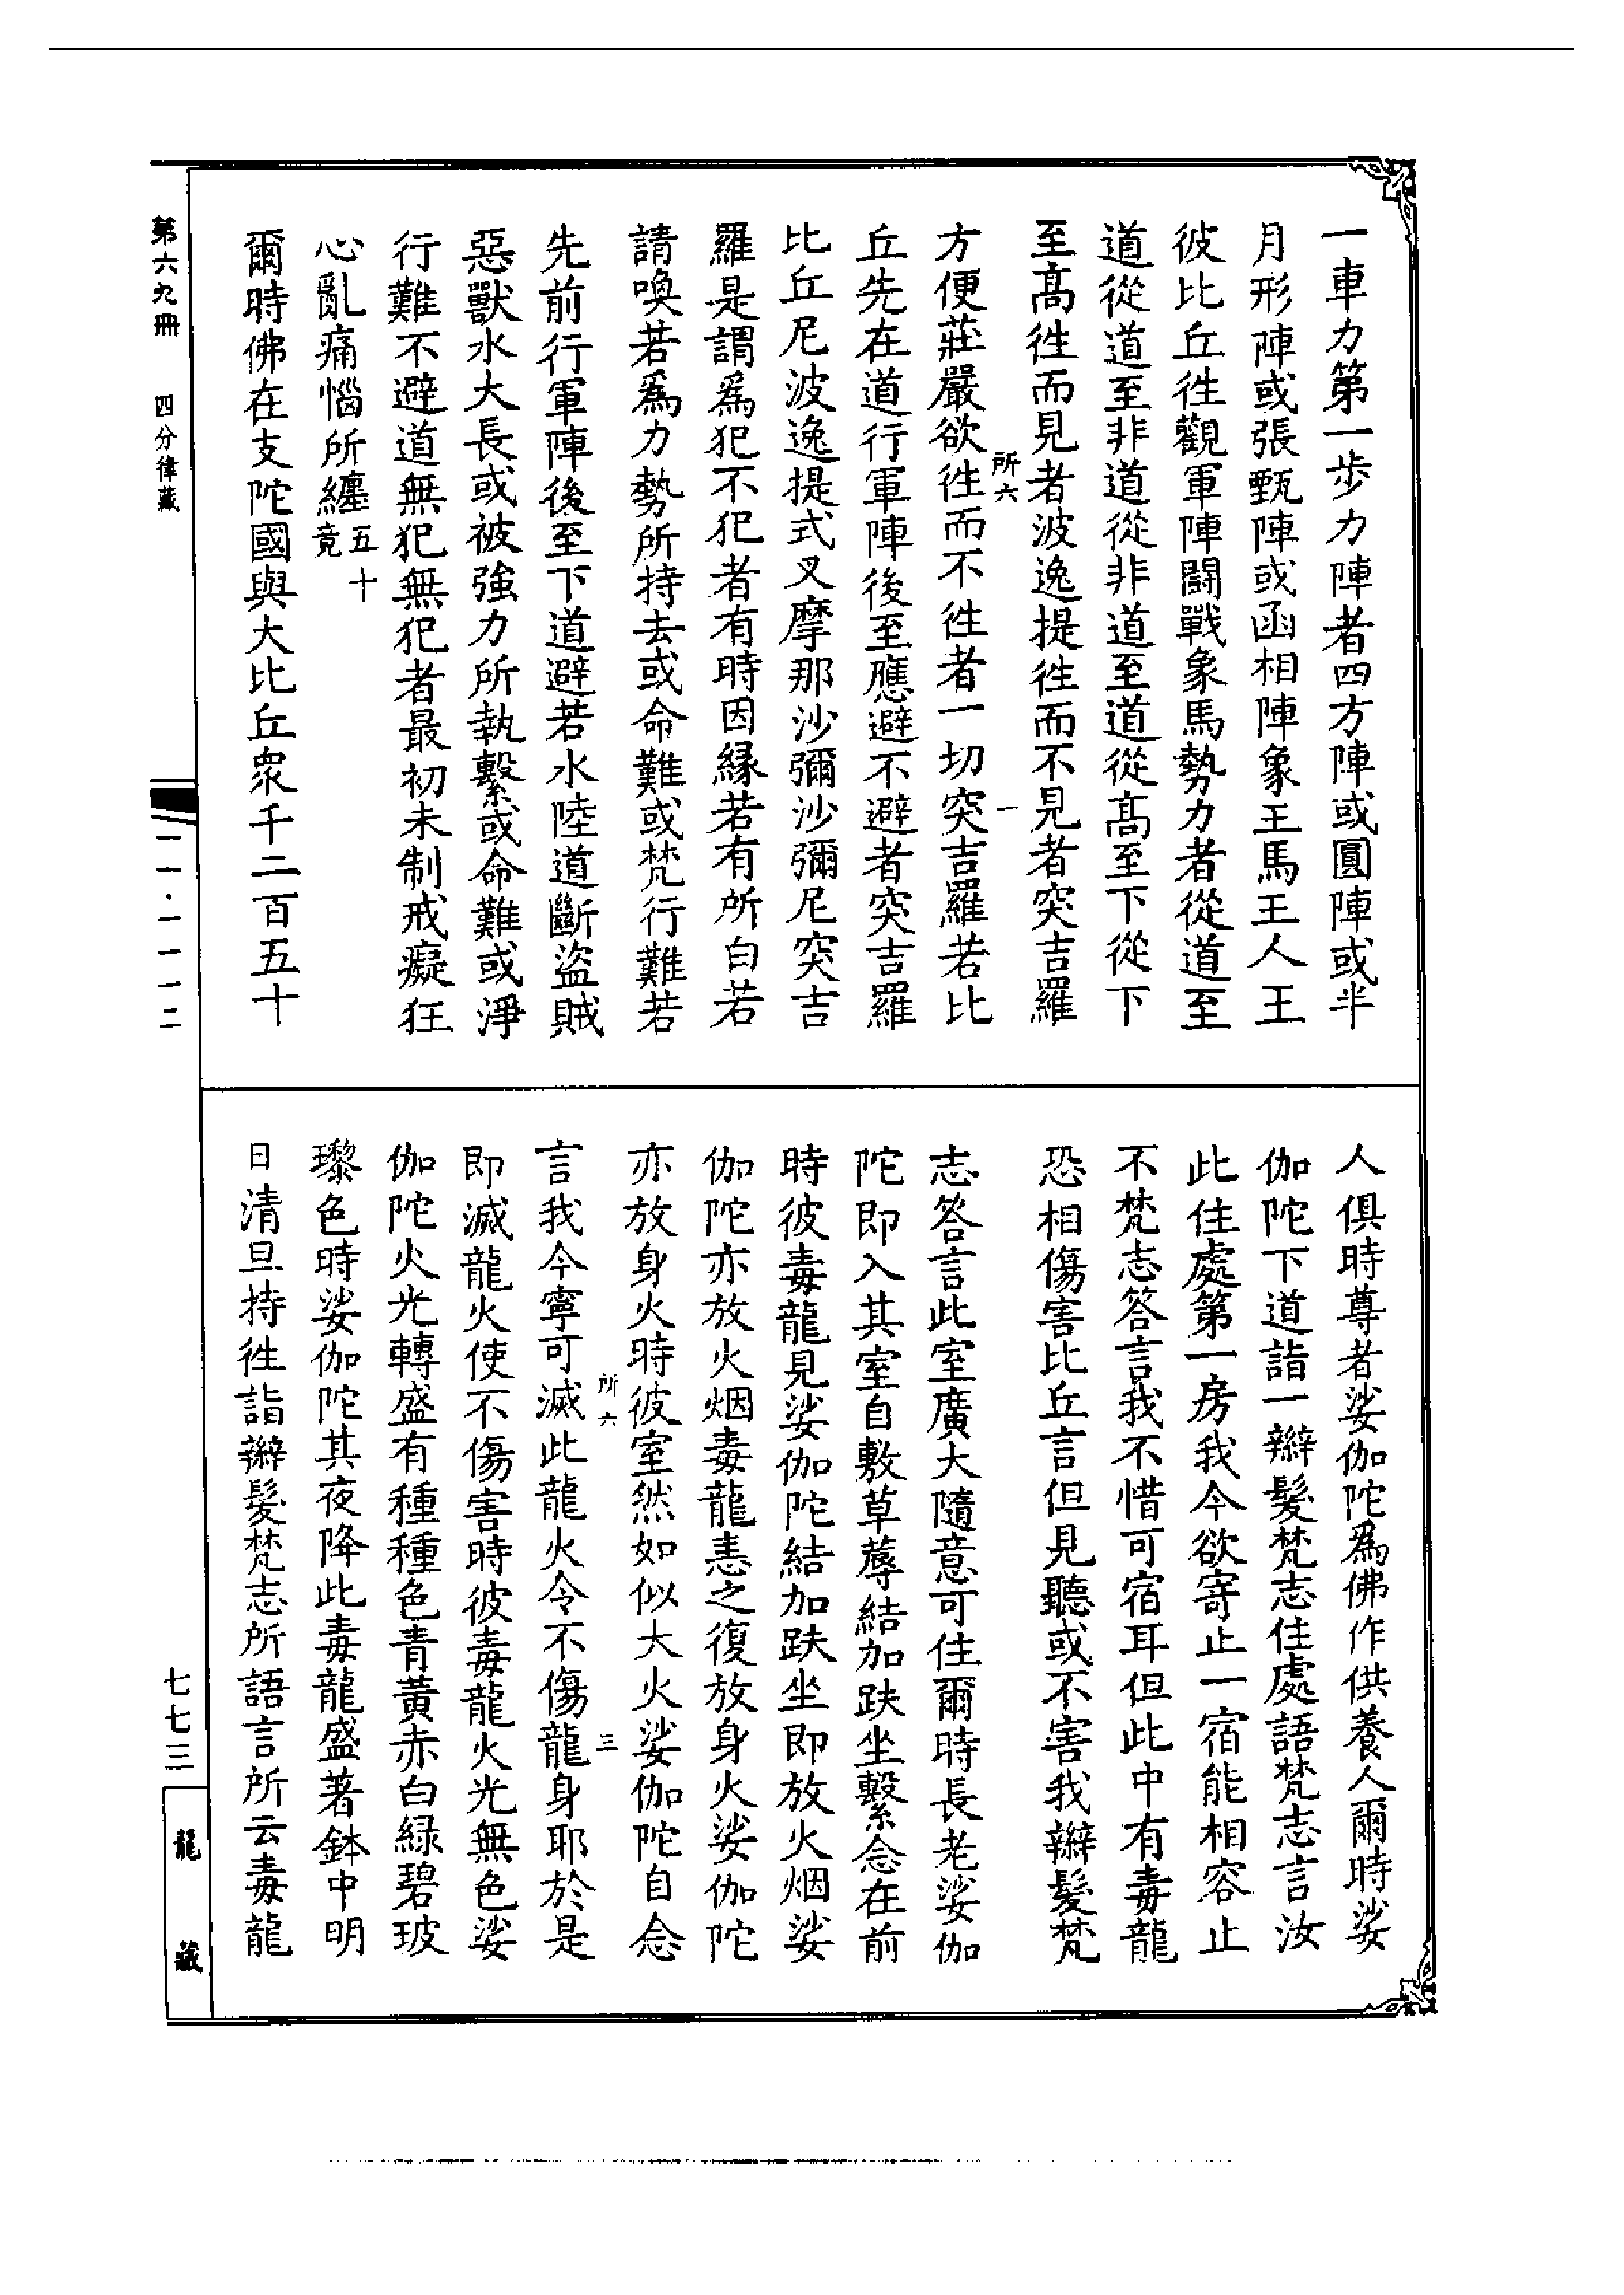 一車力第一步力陣者四方陣或圓陣或半
月形陣或張甄陣或函相陣象王馬王人王
彼比丘徃觀軍陣鬪戰象馬勢力者從道至
道從道至非道從非道至道從髙至下從下
至髙徃而見者波逸提徃而不見者突吉羅
方便莊嚴欲徃而不徃者一切突吉羅若比
丘先在道行軍陣後至應避不避者突吉羅
比丘尼波逸提式叉摩那沙彌沙彌尼突吉
羅是謂爲犯不犯者有時因縁若有所白若
請喚若爲力勢所持去或命難或梵行難若
先前行軍陣後至下道避若水陸道斷盜賊
惡獸水大長或被強力所執繫或命難或淨
行難不避道無犯無犯者最初未制戒癡狂
心亂痛惱所纏五十竟
爾時佛在支陀國與大比丘衆千二百五十
人俱時尊者娑伽陀爲佛作供養人爾時娑
伽陀下道詣一辮髮梵志住處語梵志言汝
此住處第一房我今欲寄止一宿能相容止
不梵志答言我不惜可宿耳但此中有毒龍
恐相傷害比丘言但見聽或不害我辮髮梵
志答言此室廣大隨意可住爾時長老娑伽
陀即入其室自敷草蓐結加趺坐繫念在前
時彼毒龍見娑伽陀結加趺坐即放火烟娑
伽陀亦放火烟毒龍恚之復放身火娑伽陀
亦放身火時彼室然如似大火娑伽陀自念
言我今寧可滅此龍火令不傷龍身耶於是
即滅龍火使不傷害時彼毒龍火光無色娑
伽陀火光轉盛有種種色青黃赤白綠碧玻
瓈色時娑伽陀其夜降此毒龍盛著鉢中明
日清旦持徃詣辮髮梵志所語言所云毒龍
所六
一
所六
三
第六九冊
四分律藏
一一·一一一二
七七三
龍藏